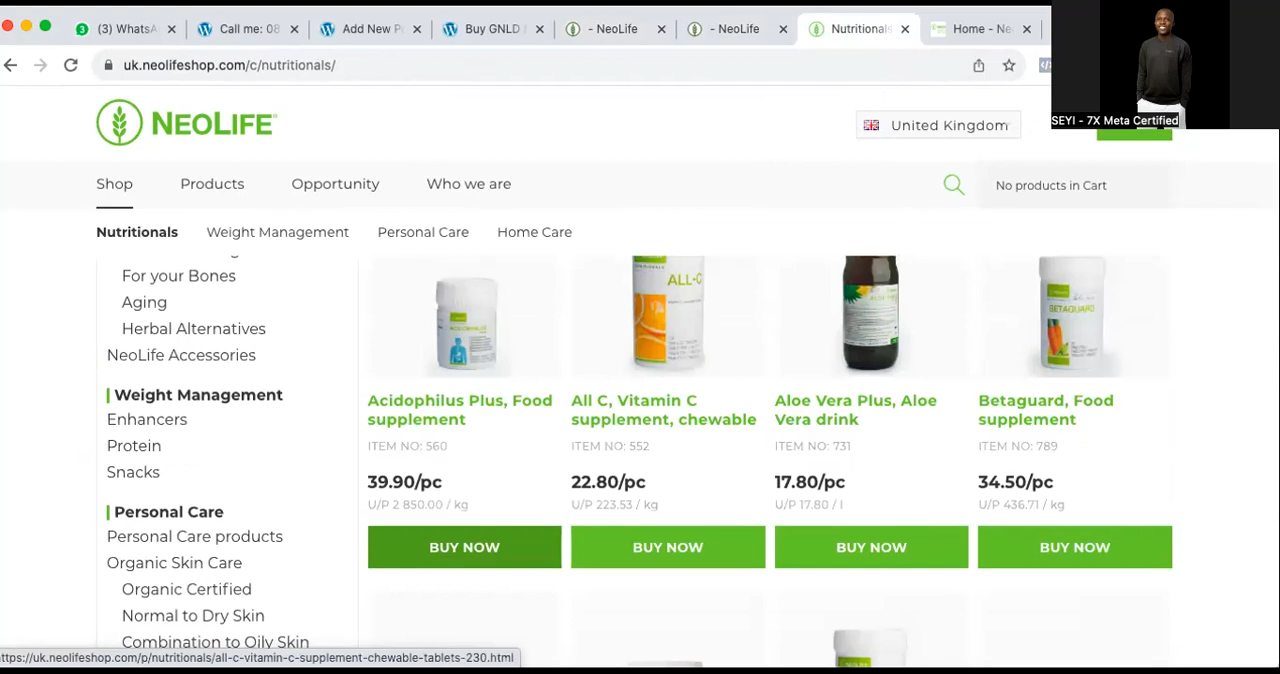 3 (3) WhatsA
Call me: 08
Add New P
Buy GNLD
- NeoLife
- NeoLife
Nutritionals
Home - Ne
uk.neolifeshop.com/c/nutritionals/
SEYI - 7X Meta Certified
NEOLIFE
United Kingdom
Shop
Products
Opportunity
Who we are
No products in Cart
Nutritionals
Weight Management
Personal Care
Home Care
For your Bones
Aging
Herbal Alternatives
NeoLife Accessories
Weight Management
Enhancers
Protein
Snacks
Personal Care
Personal Care products
Organic Skin Care
Organic Certified
Normal to Dry Skin
Combination to Oily Skin
ALL-C
BETAGUARD
Acidophilus Plus, Food
supplement
ITEM NO: 560
39.90/pc
U/P 2 850.00 / kg
BUY NOW
All C, Vitamin C
supplement, chewable
ITEM NO: 552
22.80/pc
U/P 223.53 / kg
BUY NOW
Aloe Vera Plus, Aloe
Vera drink
ITEM NO: 731
17.80/pc
U/P 17.80 / l
BUY NOW
Betaguard, Food
supplement
ITEM NO: 789
34.50/pc
U/P 436.71 / kg
BUY NOW
ttps://uk.neolifeshop.com/p/nutritionals/all-c-vitamin-c-supplement-chewable-tablets-230.html